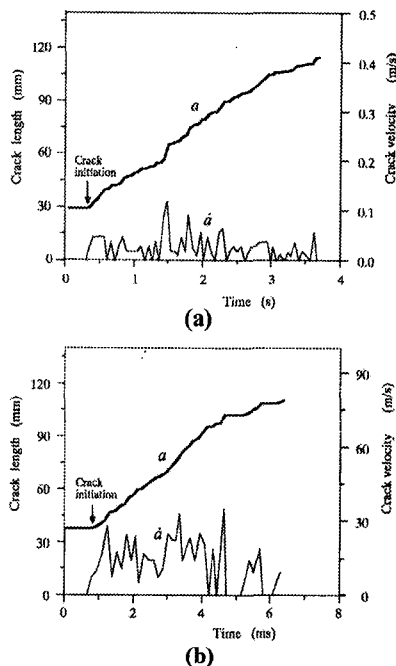 (a)
0.5
120
0.4
90
0.3
60
0.2
30
0.1
0
0.0
0
1
2
3
4
Crack length (mm)
Crack velocity (m/s)
Crack
initiation
a
ȧ
Time (s)
(a)
120
90
90
60
60
30
30
0
0
0
2
4
6
8
Crack length (mm)
Crack velocity (m/s)
Crack
initiation
a
ȧ
Time (ms)
(b)